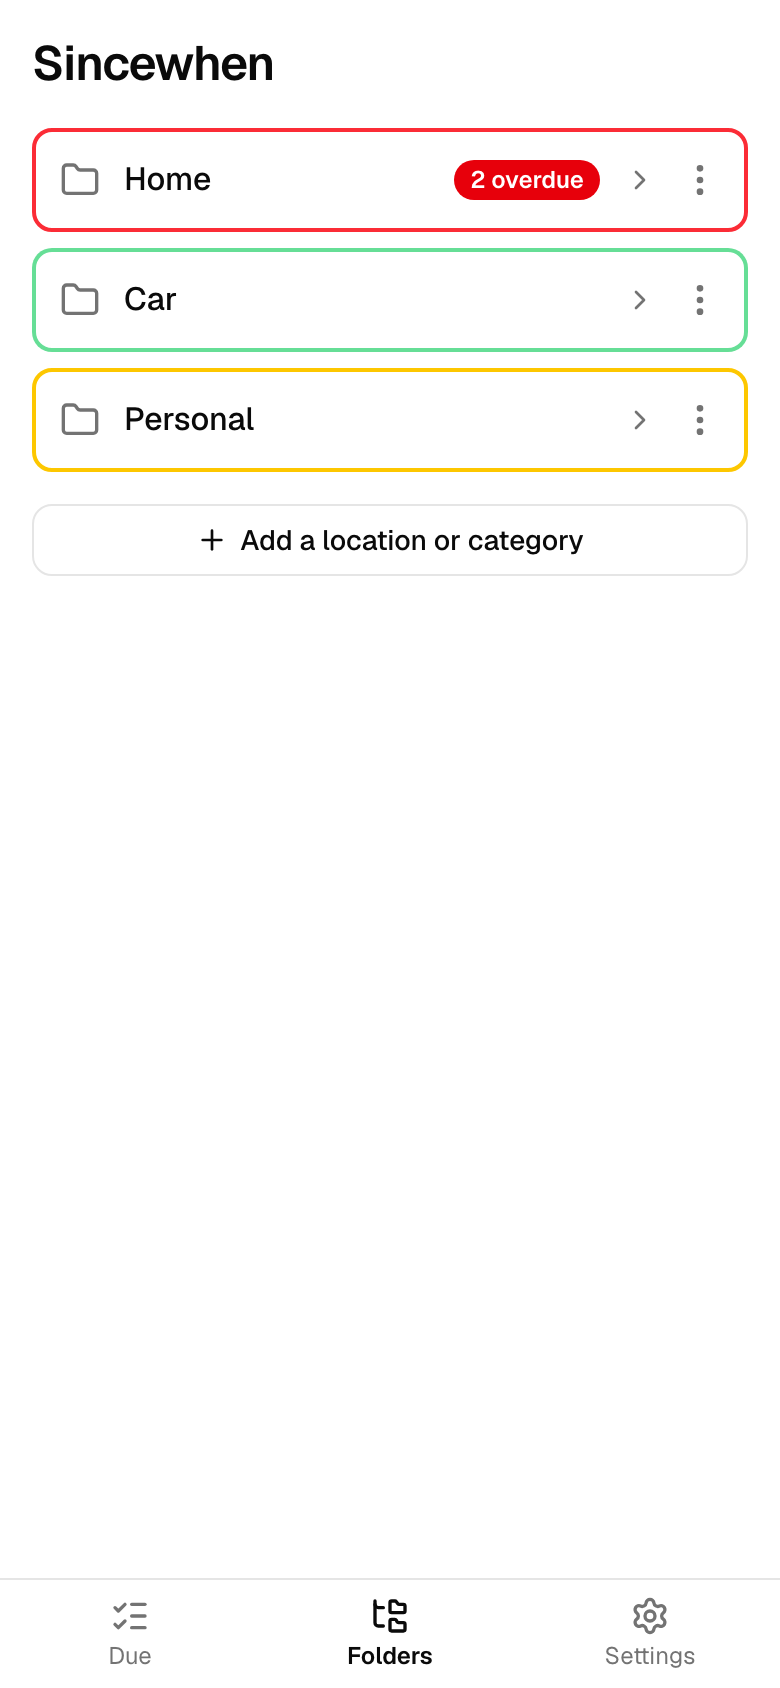 Sincewhen
Home 2 overdue
Car
Personal
Add a location or category
Due Folders Settings